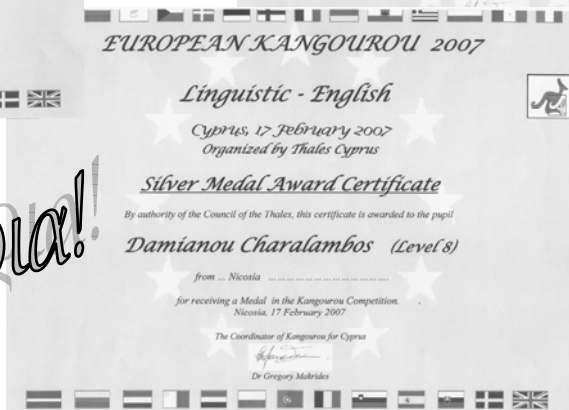 EUROPEAN KANGOUROU 2007
Linguistic - English
Cyprus, 17 February 2007
Organized by Thales Cyprus
Silver Medal Award Certificate
By authority of the Council of the Thales, this certificate is awarded to the pupil
Damianou Charalambos (Level 8)
from ... Nicosia ........................................
for receiving a Medal in the Kangourou Competition.
Nicosia, 17 February 2007
The Coordinator of Kangourou for Cyprus
Dr Gregory Makrides
ρια!